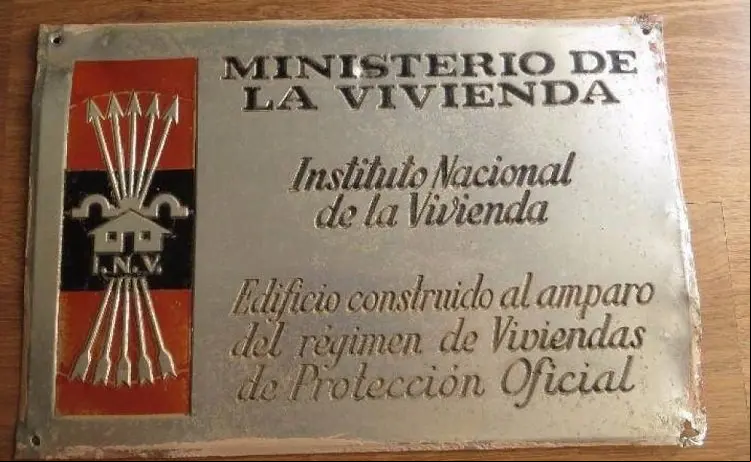 MINISTERIO DE
LA VIVIENDA
Instituto Nacional
de la Vivienda
I.N.V.
Edificio construido al amparo
del régimen de Viviendas
de Protección Oficial